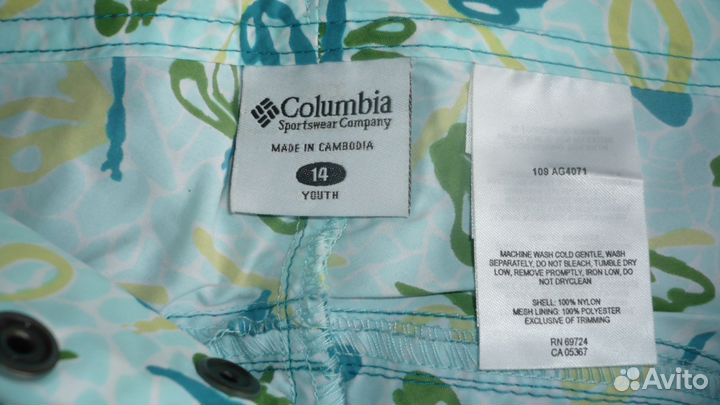 Columbia
Sportswear Company
MADE IN CAMBODIA
14
YOUTH
109 AG4071
MACHINE WASH COLD GENTLE, WASH
SEPARATELY, DO NOT BLEACH, TUMBLE DRY
LOW, REMOVE PROMPTLY, IRON LOW, DO
NOT DRYCLEAN
SHELL: 100% NYLON
MESH LINING: 100% POLYESTER
EXCLUSIVE OF TRIMMING
RN 69724
CA 05367
Avito